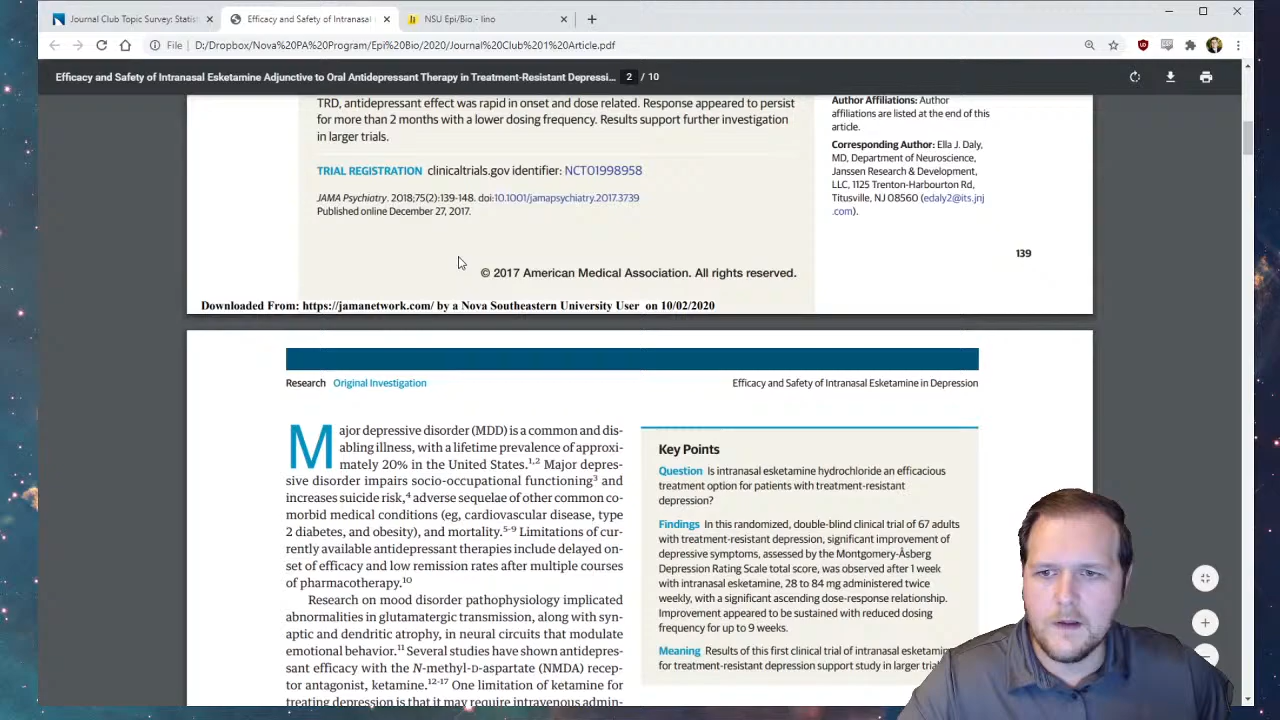 Journal Club Topic Survey: Statis
Efficacy and Safety of Intranasal
NSU Epi/Bio - lino
File
D:/Dropbox/Nova%20PA%20Program/Epi%20Bio/2020/Journal%20Club%201%20Article.pdf
Efficacy and Safety of Intranasal Esketamine Adjunctive to Oral Antidepressant Therapy in Treatment-Resistant Depressi...
2 / 10
TRD, antidepressant effect was rapid in onset and dose related. Response appeared to persist
for more than 2 months with a lower dosing frequency. Results support further investigation
in larger trials.
TRIAL REGISTRATION clinicaltrials.gov identifier: NCT01998958
JAMA Psychiatry. 2018;75(2):139-148. doi:10.1001/jamapsychiatry.2017.3739
Published online December 27, 2017.
Author Affiliations: Author
affiliations are listed at the end of this
article.
Corresponding Author: Ella J. Daly,
MD, Department of Neuroscience,
Janssen Research & Development,
LLC, 1125 Trenton-Harbourton Rd,
Titusville, NJ 08560 (edaly2@its.jnj
.com).
139
© 2017 American Medical Association. All rights reserved.
Downloaded From: https://jamanetwork.com/ by a Nova Southeastern University User on 10/02/2020
Research Original Investigation
Efficacy and Safety of Intranasal Esketamine in Depression
Major depressive disorder (MDD) is a common and dis-
abling illness, with a lifetime prevalence of approxi-
mately 20% in the United States.1,2 Major depres-
sive disorder impairs socio-occupational functioning3 and
increases suicide risk,4 adverse sequelae of other common co-
morbid medical conditions (eg, cardiovascular disease, type
2 diabetes, and obesity), and mortality.5-9 Limitations of cur-
rently available antidepressant therapies include delayed on-
set of efficacy and low remission rates after multiple courses
of pharmacotherapy.10
Research on mood disorder pathophysiology implicated
abnormalities in glutamatergic transmission, along with syn-
aptic and dendritic atrophy, in neural circuits that modulate
emotional behavior.11 Several studies have shown antidepres-
sant efficacy with the N-methyl-D-aspartate (NMDA) recep-
tor antagonist, ketamine.12-17 One limitation of ketamine for
treating depression is that it may require intravenous admin-
Key Points
Question Is intranasal esketamine hydrochloride an efficacious
treatment option for patients with treatment-resistant
depression?
Findings In this randomized, double-blind clinical trial of 67 adults
with treatment-resistant depression, significant improvement of
depressive symptoms, assessed by the Montgomery-Åsberg
Depression Rating Scale total score, was observed after 1 week
with intranasal esketamine, 28 to 84 mg administered twice
weekly, with a significant ascending dose-response relationship.
Improvement appeared to be sustained with reduced dosing
frequency for up to 9 weeks.
Meaning Results of this first clinical trial of intranasal esketamin
for treatment-resistant depression support study in larger trial